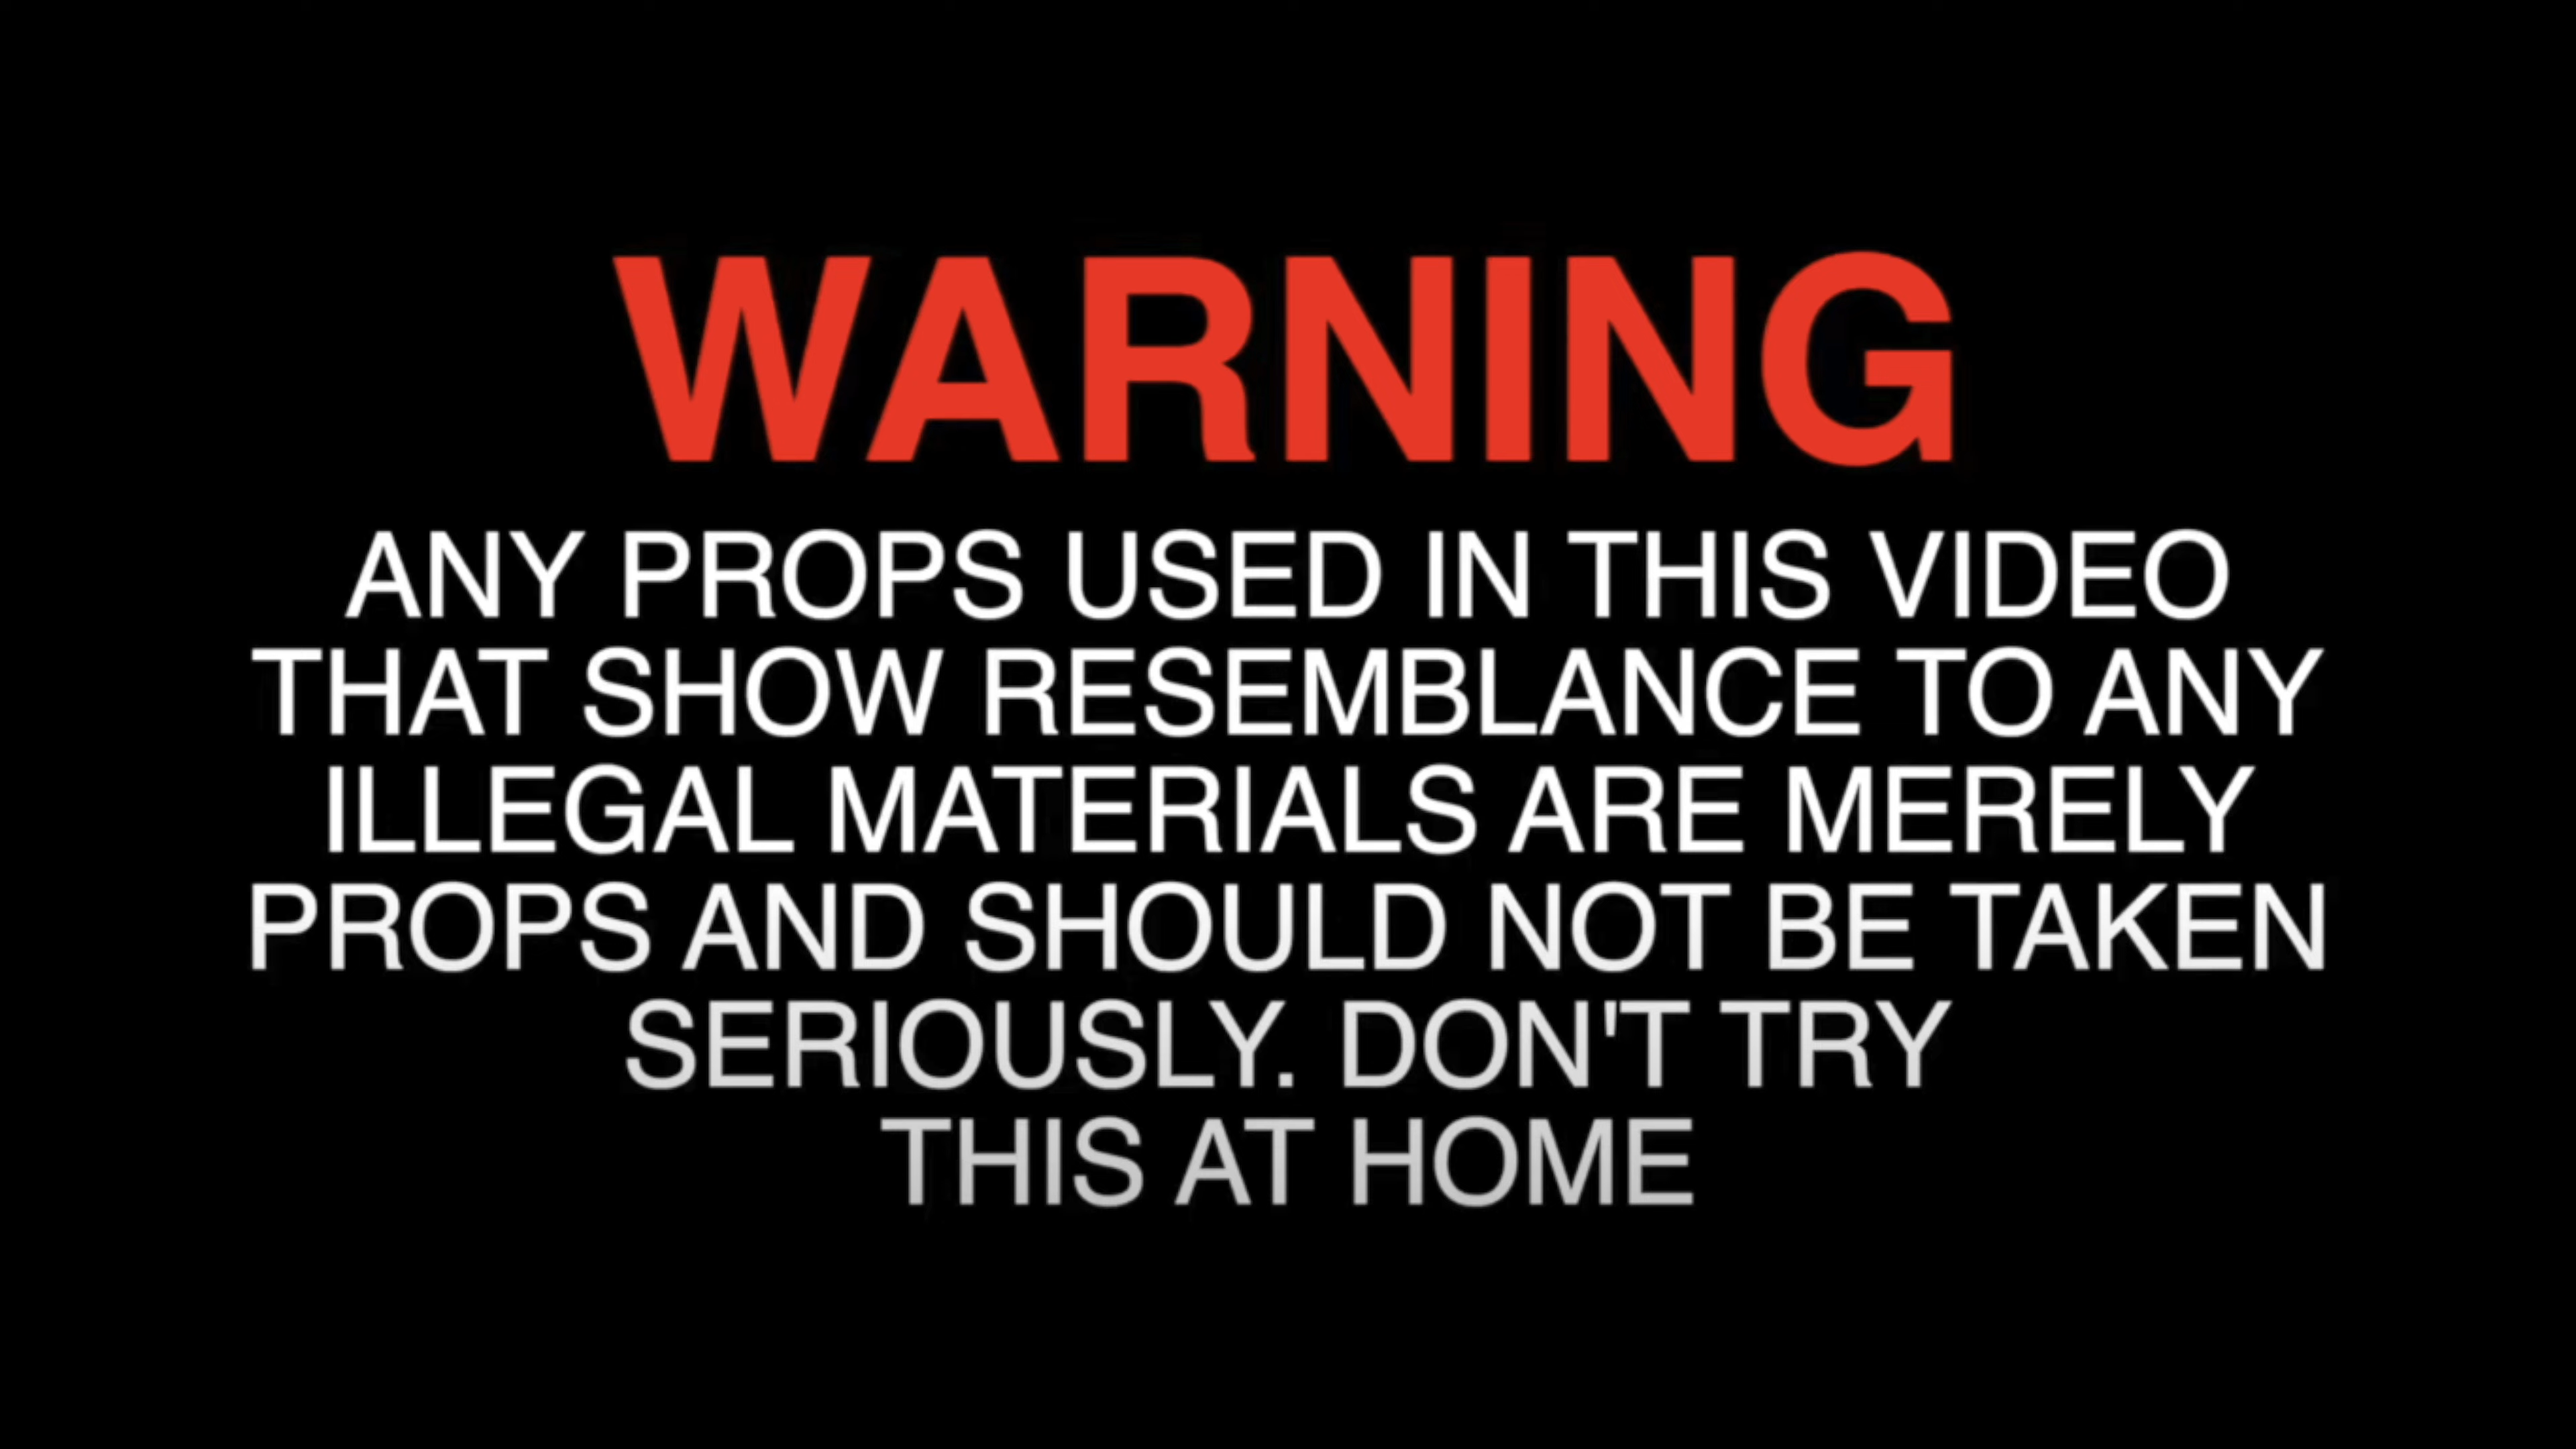 WARNING
ANY PROPS USED IN THIS VIDEO
THAT SHOW RESEMBLANCE TO ANY
ILLEGAL MATERIALS ARE MERELY
PROPS AND SHOULD NOT BE TAKEN
SERIOUSLY. DON'T TRY
THIS AT HOME